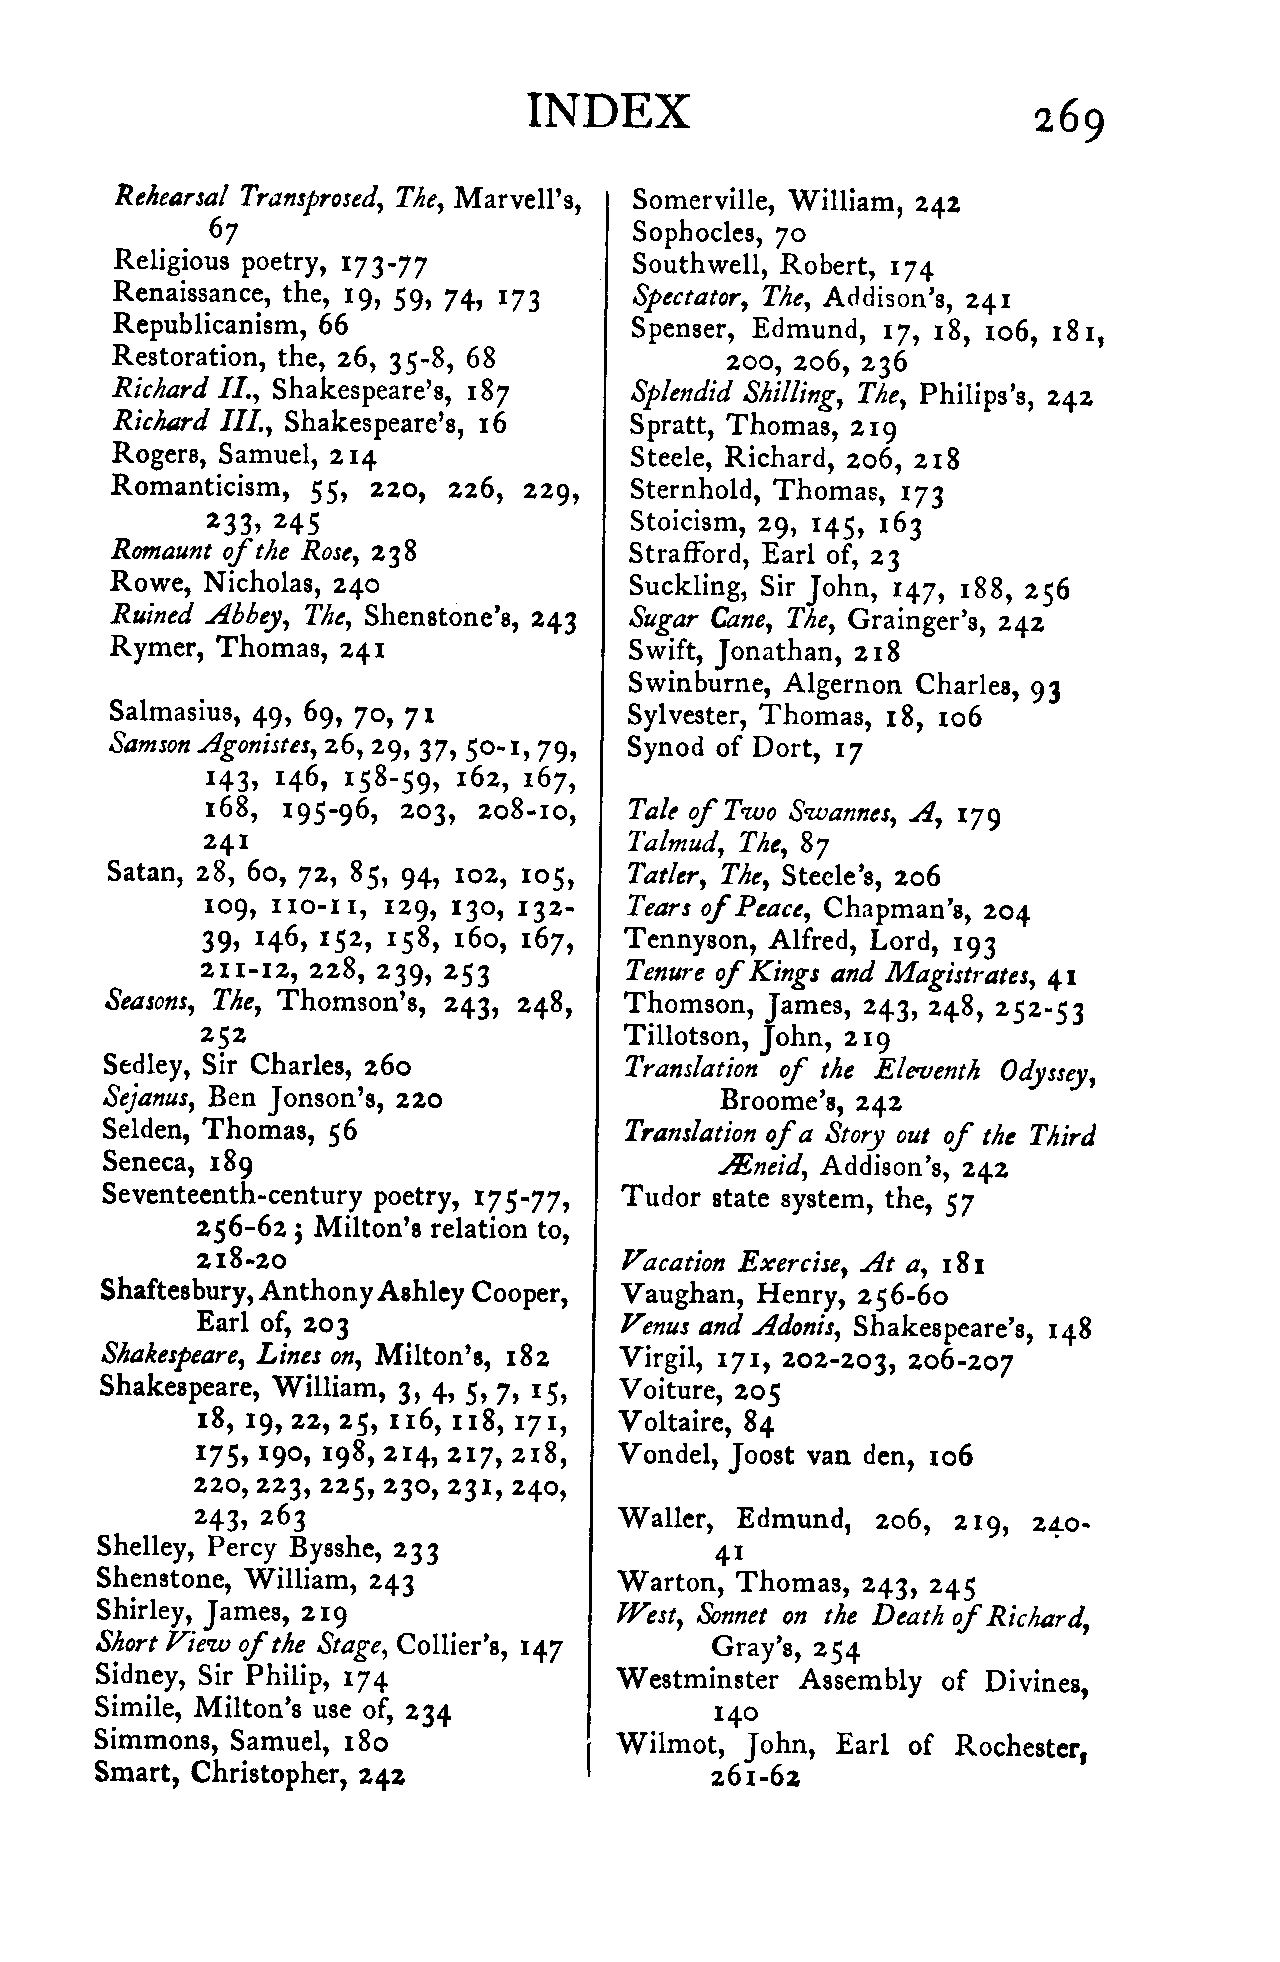 INDEX 269
Rehearsal Transprosed, The, Marvell's,
67
Religious poetry, 173-77
Renaissance, the, 19, 59, 74, 173
Republicanism, 66
Restoration, the, 26, 35-8, 68
Richard II., Shakespeare's, 187
Richard III., Shakespeare's, 16
Rogers, Samuel, 214
Romanticism, 55, 220, 226, 229,
233, 245
Romaunt of the Rose, 238
Rowe, Nicholas, 240
Ruined Abbey, The, Shenstone's, 243
Rymer, Thomas, 241
Salmasius, 49, 69, 70, 71
Samson Agonistes, 26, 29, 37, 50-1, 79,
143, 146, 158-59, 162, 167,
168, 195-96, 203, 208-10,
241
Satan, 28, 60, 72, 85, 94, 102, 105,
109, 110-11, 129, 130, 132-
39, 146, 152, 158, 160, 167,
211-12, 228, 239, 253
Seasons, The, Thomson's, 243, 248,
252
Sedley, Sir Charles, 260
Sejanus, Ben Jonson's, 220
Selden, Thomas, 56
Seneca, 189
Seventeenth-century poetry, 175-77,
256-62; Milton's relation to,
218-20
Shaftesbury, Anthony Ashley Cooper,
Earl of, 203
Shakespeare, Lines on, Milton's, 182
Shakespeare, William, 3, 4, 5, 7, 15,
18, 19, 22, 25, 116, 118, 171,
175, 190, 198, 214, 217, 218,
220, 223, 225, 230, 231, 240,
243, 263
Shelley, Percy Bysshe, 233
Shenstone, William, 243
Shirley, James, 219
Short View of the Stage, Collier's, 147
Sidney, Sir Philip, 174
Simile, Milton's use of, 234
Simmons, Samuel, 180
Smart, Christopher, 242
Somerville, William, 242
Sophocles, 70
Southwell, Robert, 174
Spectator, The, Addison's, 241
Spenser, Edmund, 17, 18, 106, 181,
200, 206, 236
Splendid Shilling, The, Philips's, 242
Spratt, Thomas, 219
Steele, Richard, 206, 218
Sternhold, Thomas, 173
Stoicism, 29, 145, 163
Strafford, Earl of, 23
Suckling, Sir John, 147, 188, 256
Sugar Cane, The, Grainger's, 242
Swift, Jonathan, 218
Swinburne, Algernon Charles, 93
Sylvester, Thomas, 18, 106
Synod of Dort, 17
Tale of Two Swannes, A, 179
Talmud, The, 87
Tatler, The, Steele's, 206
Tears of Peace, Chapman's, 204
Tennyson, Alfred, Lord, 193
Tenure of Kings and Magistrates, 41
Thomson, James, 243, 248, 252-53
Tillotson, John, 219
Translation of the Eleventh Odyssey,
Broome's, 242
Translation of a Story out of the Third
Æneid, Addison's, 242
Tudor state system, the, 57
Vacation Exercise, At a, 181
Vaughan, Henry, 256-60
Venus and Adonis, Shakespeare's, 148
Virgil, 171, 202-203, 206-207
Voiture, 205
Voltaire, 84
Vondel, Joost van den, 106
Waller, Edmund, 206, 219, 240-
41
Warton, Thomas, 243, 245
West, Sonnet on the Death of Richard,
Gray's, 254
Westminster Assembly of Divines,
140
Wilmot, John, Earl of Rochester,
261-62